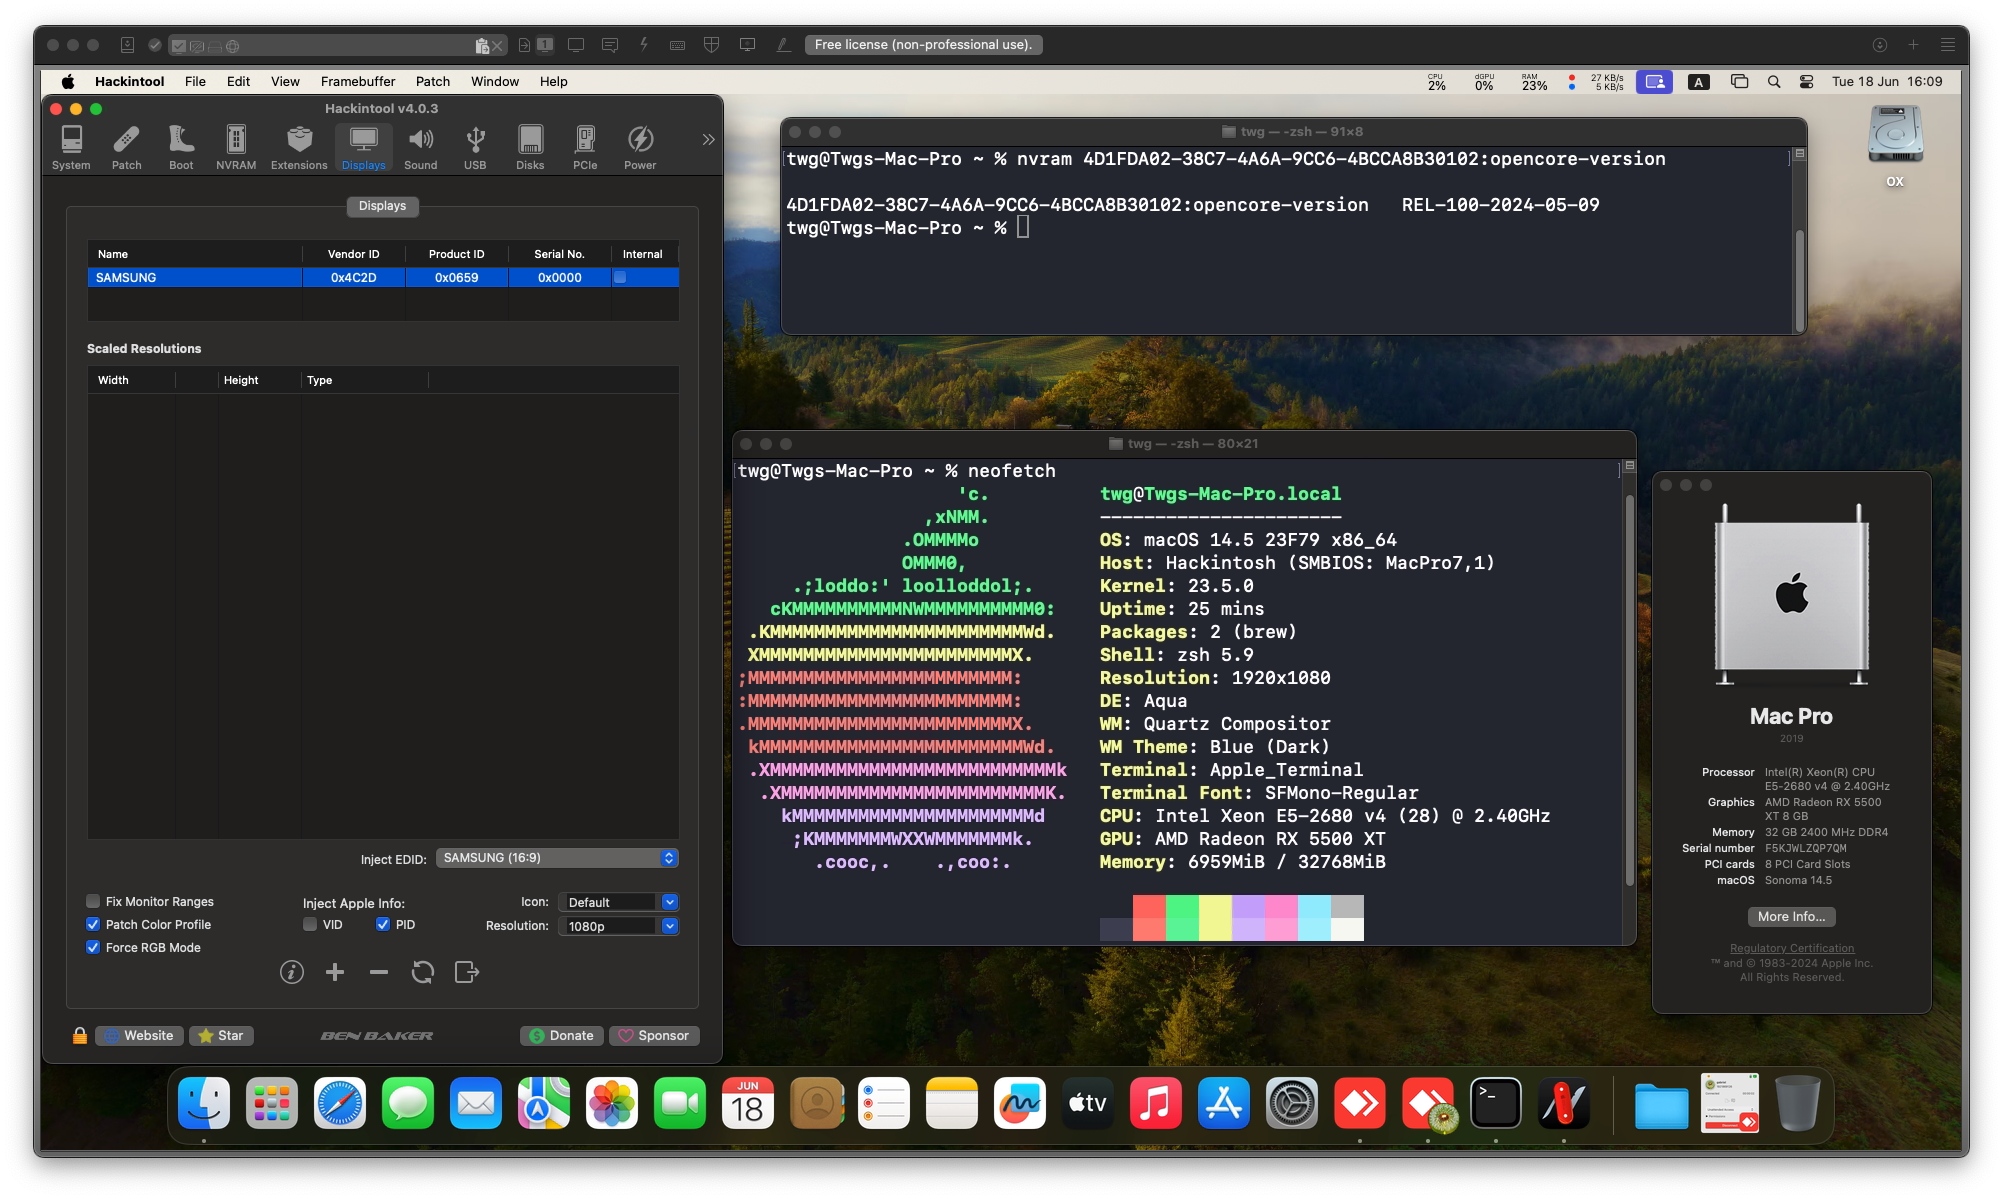 1
Free license (non-professional use).
Hackintool File Edit View Framebuffer Patch Window Help
CPU 2% dGPU 0% RAM 23% 27 KB/s 5 KB/s A Tue 18 Jun 16:09
Hackintool v4.0.3
System Patch Boot NVRAM Extensions Displays Sound USB Disks PCIe Power
Displays
Name Vendor ID Product ID Serial No. Internal
SAMSUNG 0x4C2D 0x0659 0x0000
Scaled Resolutions
Width Height Type
Inject EDID: SAMSUNG (16:9)
Fix Monitor Ranges Inject Apple Info: Icon: Default
Patch Color Profile VID PID Resolution: 1080p
Force RGB Mode
Website Star BEN BAKER Donate Sponsor
twg — -zsh — 91×8
twg@Twgs-Mac-Pro ~ % nvram 4D1FDA02-38C7-4A6A-9CC6-4BCCA8B30102:opencore-version
4D1FDA02-38C7-4A6A-9CC6-4BCCA8B30102:opencore-version REL-100-2024-05-09
twg@Twgs-Mac-Pro ~ %
OX
twg — -zsh — 80×21
twg@Twgs-Mac-Pro ~ % neofetch
'c. twg@Twgs-Mac-Pro.local
,xNMM. ----------------------
.OMMMMo OS: macOS 14.5 23F79 x86_64
OMMM0, Host: Hackintosh (SMBIOS: MacPro7,1)
.;loddo:' loolloddol;. Kernel: 23.5.0
cKMMMMMMMMMMNWMMMMMMMMMM0: Uptime: 25 mins
.KMMMMMMMMMMMMMMMMMMMMMMMWd. Packages: 2 (brew)
XMMMMMMMMMMMMMMMMMMMMMMMX. Shell: zsh 5.9
;MMMMMMMMMMMMMMMMMMMMMMMM: Resolution: 1920x1080
:MMMMMMMMMMMMMMMMMMMMMMMM: DE: Aqua
.MMMMMMMMMMMMMMMMMMMMMMMMX. WM: Quartz Compositor
kMMMMMMMMMMMMMMMMMMMMMMMMWd. WM Theme: Blue (Dark)
.XMMMMMMMMMMMMMMMMMMMMMMMMMMk Terminal: Apple_Terminal
.XMMMMMMMMMMMMMMMMMMMMMMMMK. Terminal Font: SFMono-Regular
kMMMMMMMMMMMMMMMMMMMMMMd CPU: Intel Xeon E5-2680 v4 (28) @ 2.40GHz
;KMMMMMMMWXXWMMMMMMMk. GPU: AMD Radeon RX 5500 XT
.cooc,. .,coo:. Memory: 6959MiB / 32768MiB
Mac Pro
2019
Processor Intel(R) Xeon(R) CPU
E5-2680 v4 @ 2.40GHz
Graphics AMD Radeon RX 5500
XT 8 GB
Memory 32 GB 2400 MHz DDR4
Serial number F5KJWLZQP7QM
PCI cards 8 PCI Card Slots
macOS Sonoma 14.5
More Info...
Regulatory Certification
™ and © 1983-2024 Apple Inc.
All Rights Reserved.
JUN
18
tv
>_